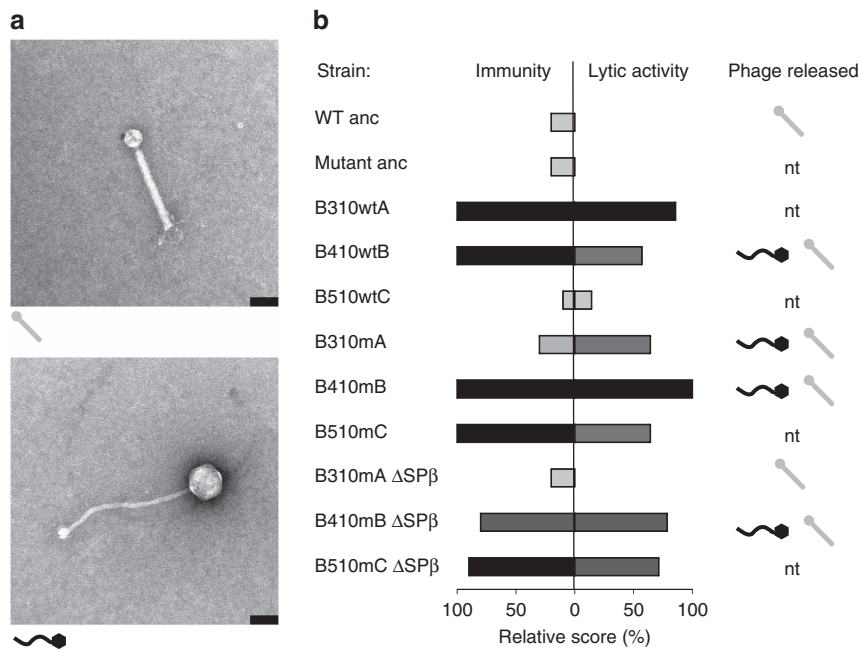 a
b
Strain: Immunity Lytic activity Phage released
WT anc
Mutant anc nt
B310wtA nt
B410wtB
B510wtC nt
B310mA
B410mB
B510mC nt
B310mA ΔSPβ
B410mB ΔSPβ
B510mC ΔSPβ nt
100 50 0 50 100
Relative score (%)